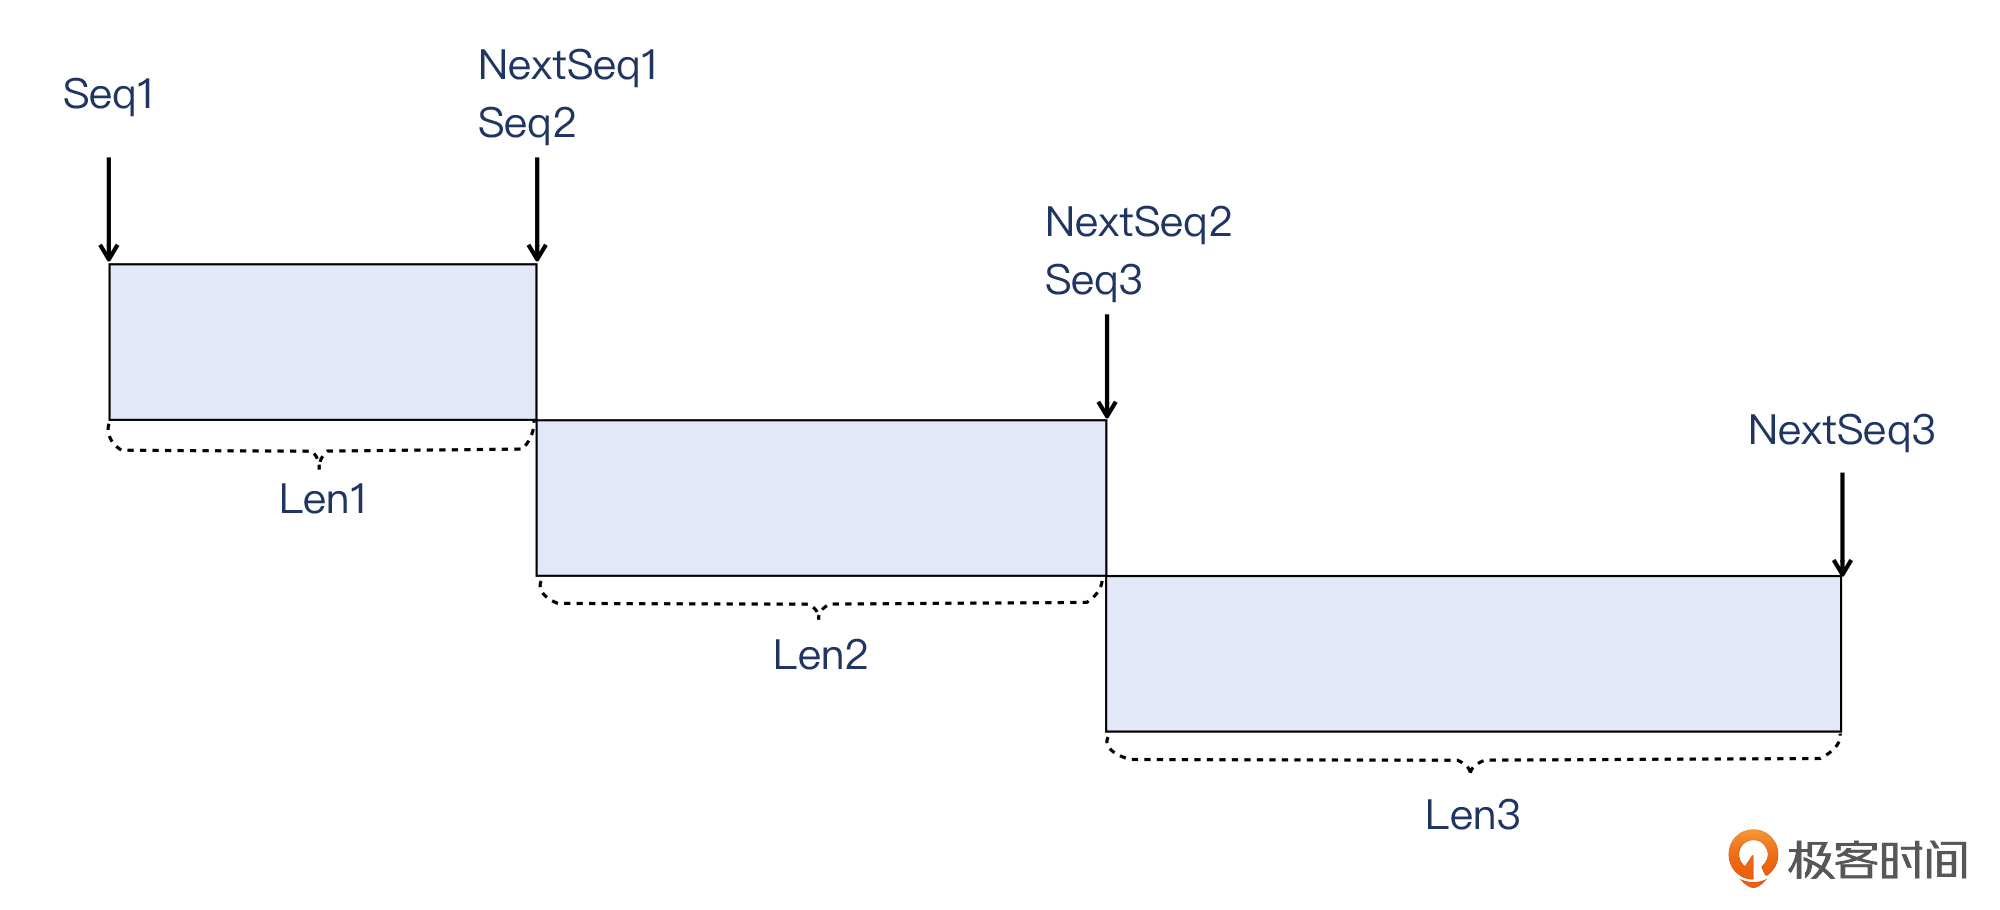 Seq1
NextSeq1
Seq2
NextSeq2
Seq3
NextSeq3
Len1
Len2
Len3
极客时间